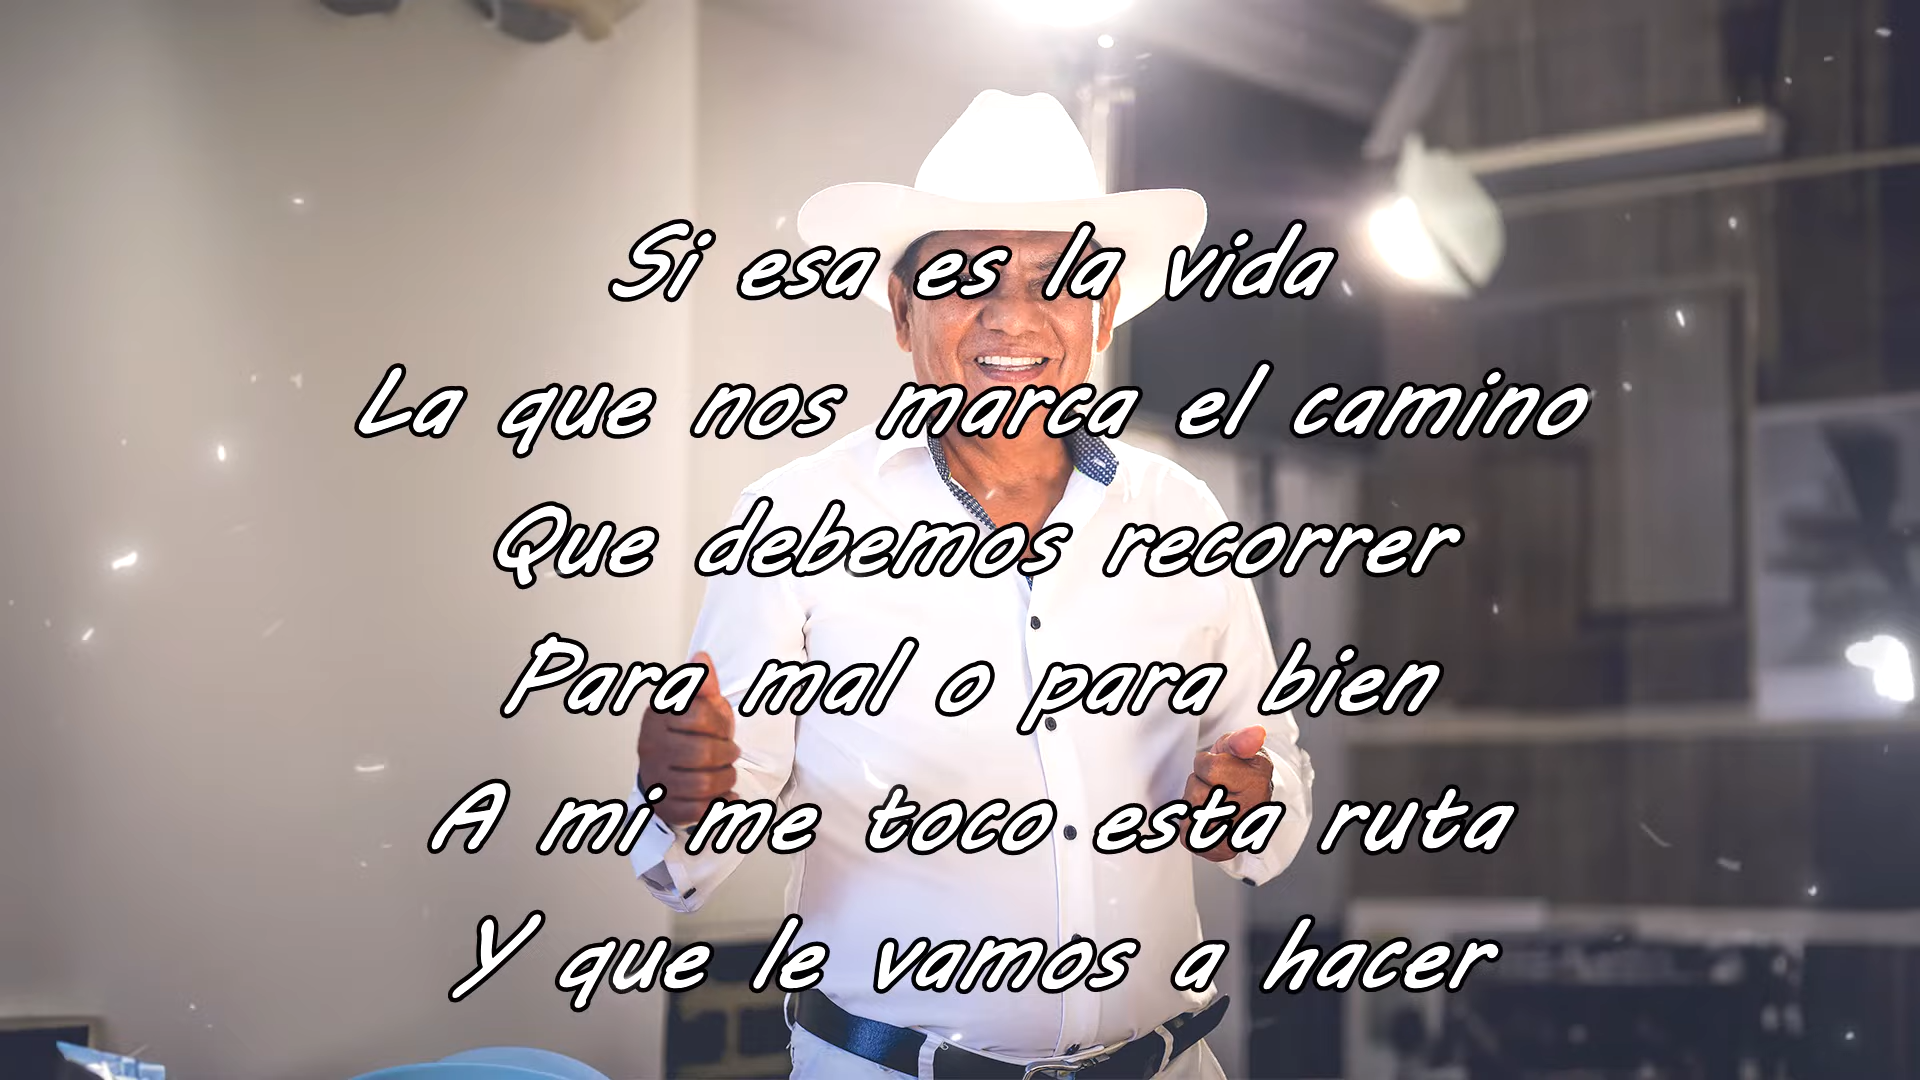 Si esa es la vida
La que nos marca el camino
Que debemos recorrer
Para mal o para bien
A mi me toco esta ruta
Y que le vamos a hacer